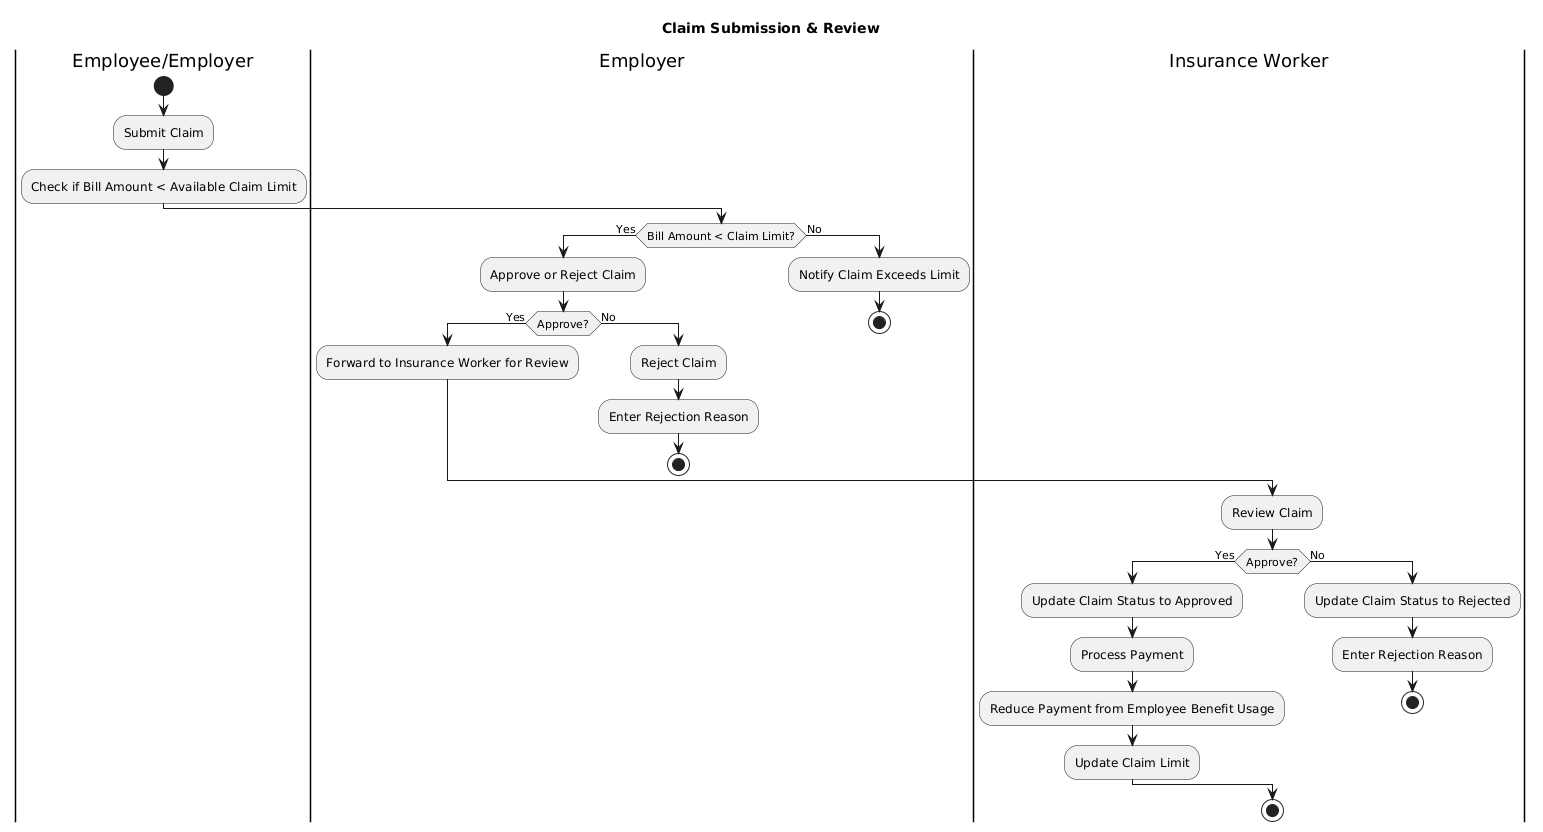 Claim Submission & Review
Employee/Employer
Employer
Insurance Worker
Submit Claim
Check if Bill Amount < Available Claim Limit
Yes
Bill Amount < Claim Limit?
No
Approve or Reject Claim
Notify Claim Exceeds Limit
Yes
Approve?
No
Forward to Insurance Worker for Review
Reject Claim
Enter Rejection Reason
Review Claim
Yes
Approve?
No
Update Claim Status to Approved
Update Claim Status to Rejected
Process Payment
Enter Rejection Reason
Reduce Payment from Employee Benefit Usage
Update Claim Limit